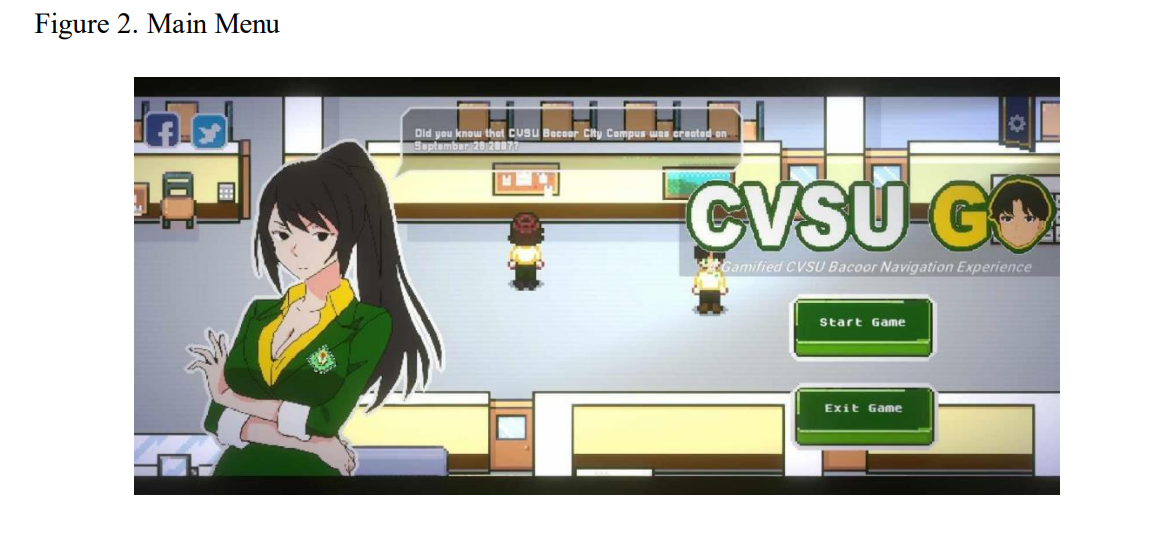 Figure 2. Main Menu
Did you know that CVSU Bacoor City Campus was created on
September 28,2007?
CVSU G
Gamified CVSU Bacoor Navigation Experience
Start Game
Exit Game